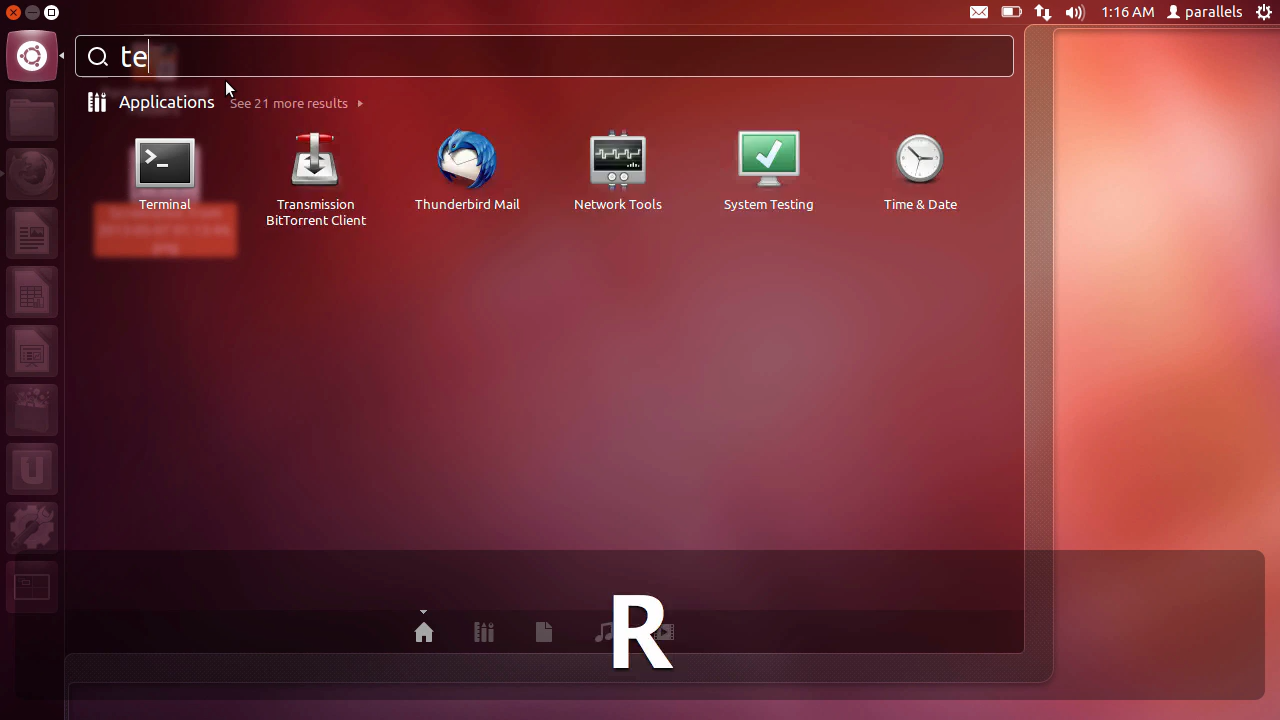 1:16 AM parallels
te
Applications See 21 more results
Terminal
Transmission
BitTorrent Client
Thunderbird Mail
Network Tools
System Testing
Time & Date
R